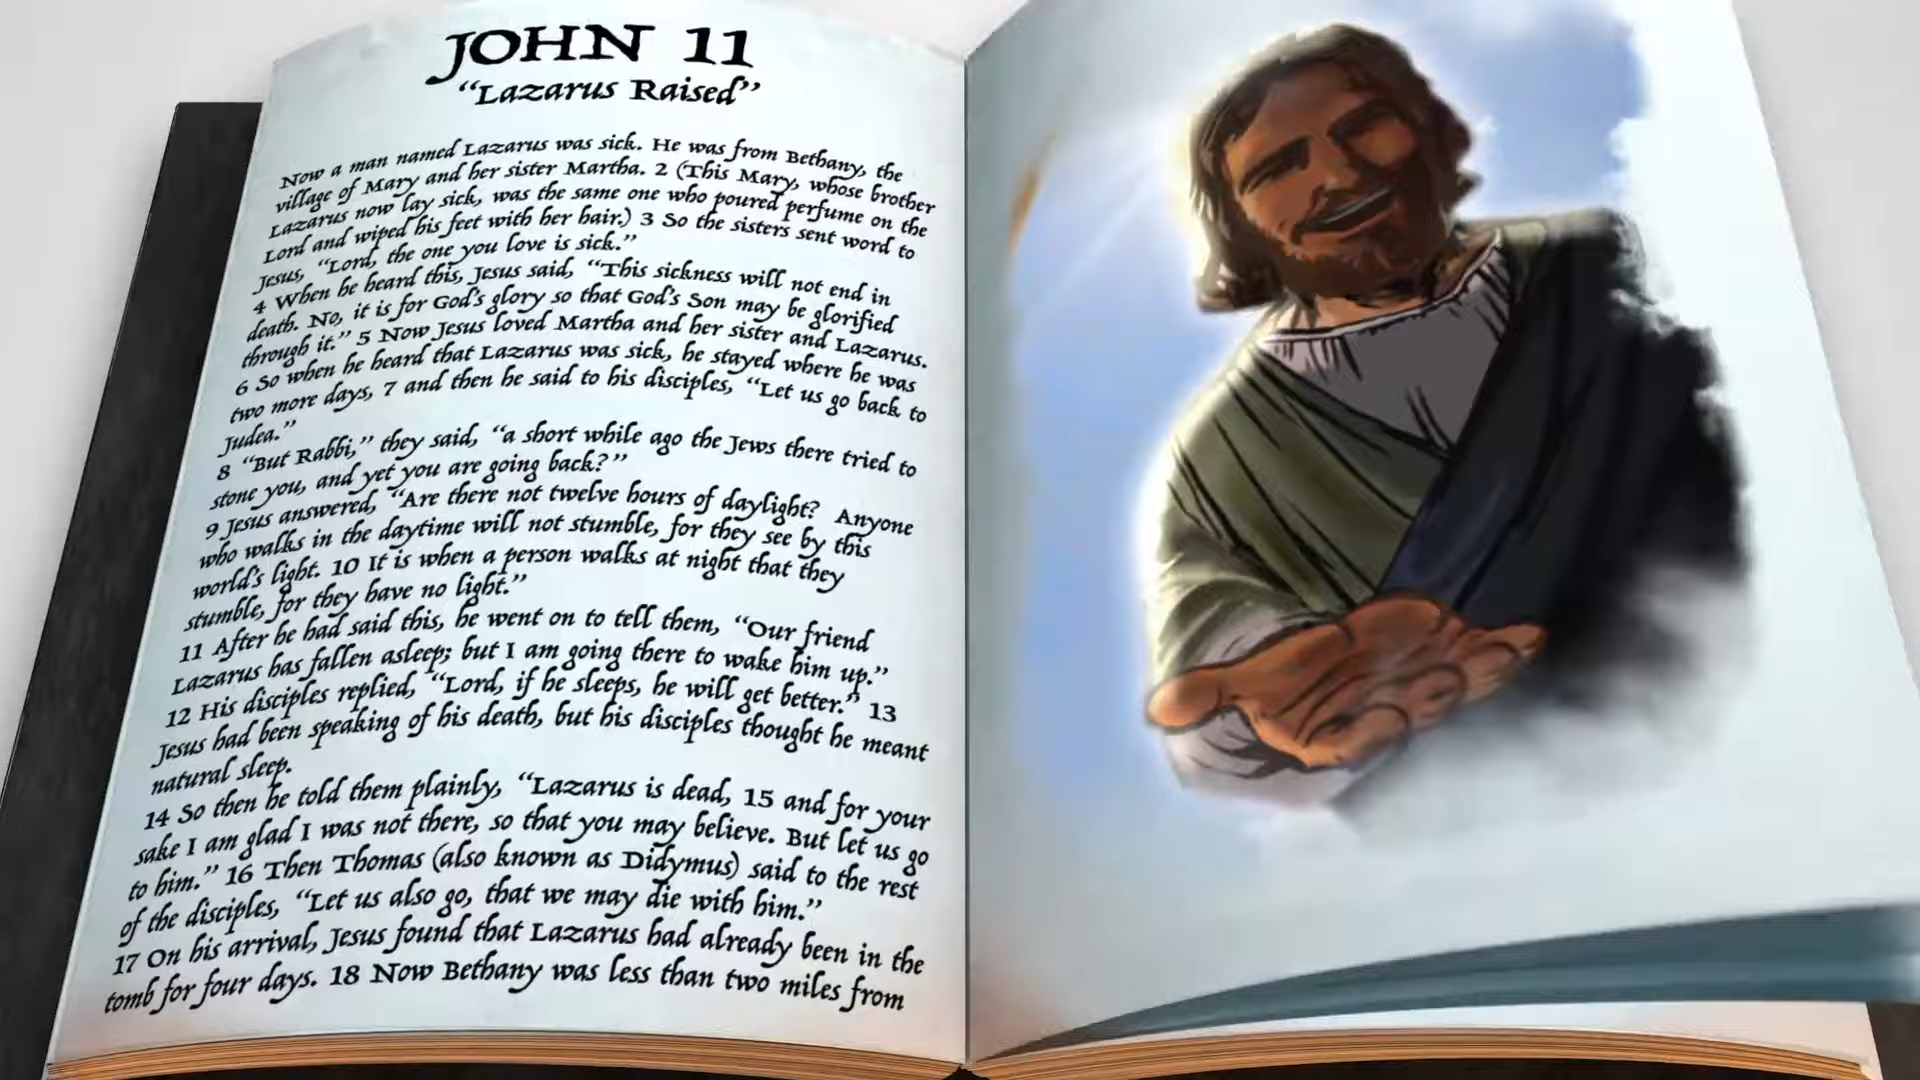 JOHN 11
“Lazarus Raised”
Now a man named Lazarus was sick. He was from Bethany, the
village of Mary and her sister Martha. 2 (This Mary, whose brother
Lazarus now lay sick, was the same one who poured perfume on the
Lord and wiped his feet with her hair.) 3 So the sisters sent word to
Jesus, “Lord, the one you love is sick.”
4 When he heard this, Jesus said, “This sickness will not end in
death. No, it is for God’s glory so that God’s Son may be glorified
through it.” 5 Now Jesus loved Martha and her sister and Lazarus.
6 So when he heard that Lazarus was sick, he stayed where he was
two more days, 7 and then he said to his disciples, “Let us go back to
Judea.”
8 “But Rabbi,” they said, “a short while ago the Jews there tried to
stone you, and yet you are going back?”
9 Jesus answered, “Are there not twelve hours of daylight? Anyone
who walks in the daytime will not stumble, for they see by this
world’s light. 10 It is when a person walks at night that they
stumble, for they have no light.”
11 After he had said this, he went on to tell them, “Our friend
Lazarus has fallen asleep; but I am going there to wake him up.”
12 His disciples replied, “Lord, if he sleeps, he will get better.” 13
Jesus had been speaking of his death, but his disciples thought he meant
natural sleep.
14 So then he told them plainly, “Lazarus is dead, 15 and for your
sake I am glad I was not there, so that you may believe. But let us go
to him.” 16 Then Thomas (also known as Didymus) said to the rest
of the disciples, “Let us also go, that we may die with him.”
17 On his arrival, Jesus found that Lazarus had already been in the
tomb for four days. 18 Now Bethany was less than two miles from